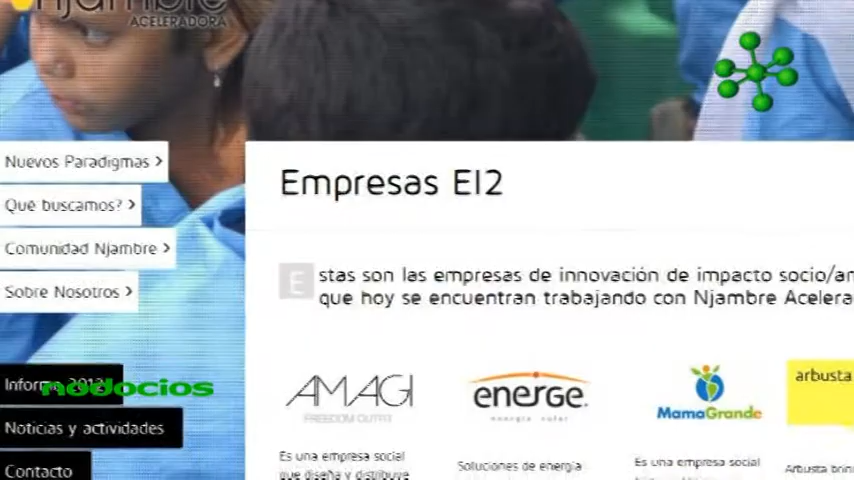 njambre
ACELERADORA
Nuevos Paradigmas >
Qué buscamos? >
Comunidad Njambre >
Sobre Nosotros >
Informe 2012
nodocios
Noticias y actividades
Contacto
Empresas EI2
Estas son las empresas de innovación de impacto socio/am
que hoy se encuentran trabajando con Njambre Acelera
AMAGI
FREEDOM OUTFIT
energe.
energía solar
MamaGrande
arbusta
Es una empresa social
que diseña y distribuye
Soluciones de energía
Es una empresa social
Arbusta brin